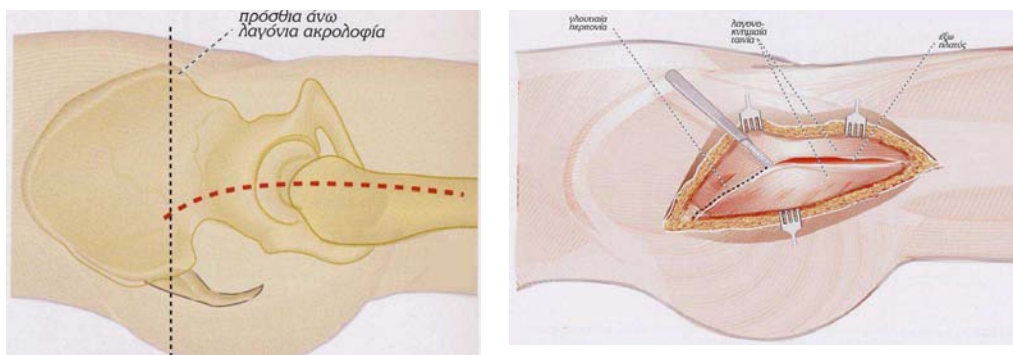 πρόσθια άνω
λαγόνια ακρολοφία
γλουτιαία
περιτονία
λαγονο-
κνημιαία
ταινία
έξω
πλατύς